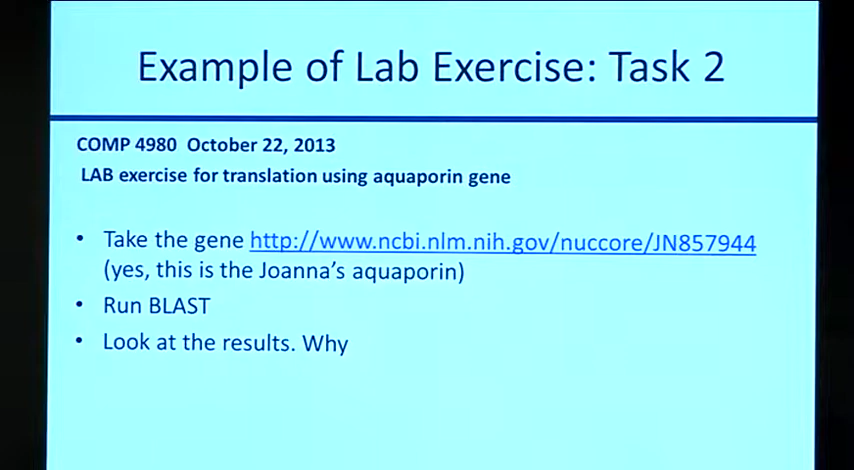 Example of Lab Exercise: Task 2
COMP 4980 October 22, 2013
LAB exercise for translation using aquaporin gene
• Take the gene http://www.ncbi.nlm.nih.gov/nuccore/JN857944
(yes, this is the Joanna's aquaporin)
• Run BLAST
• Look at the results. Why